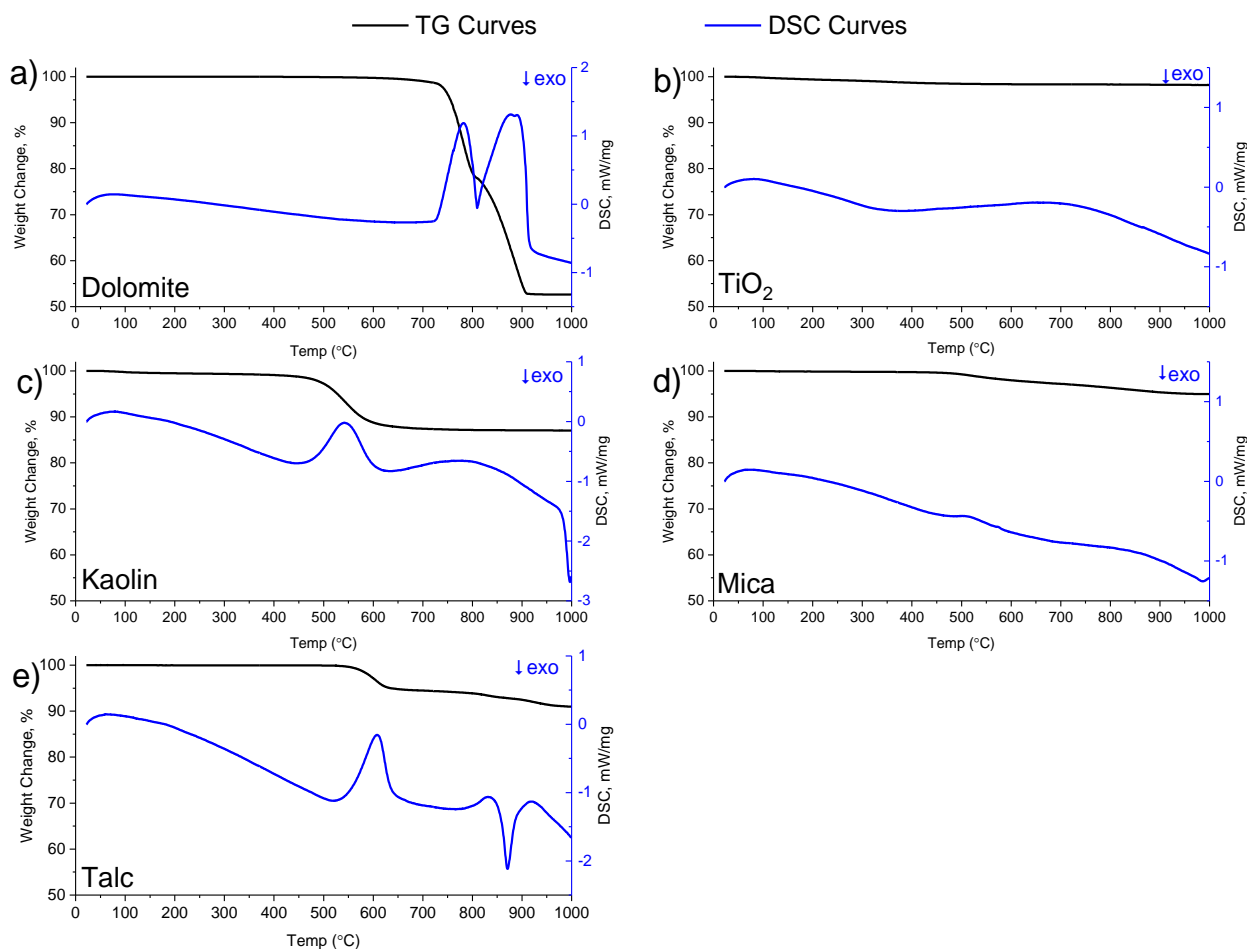 TG Curves DSC Curves
a)
↓exo
Weight Change, %
100
90
80
70
60
50
2
1
0
-1
DSC, mW/mg
Dolomite
0 100 200 300 400 500 600 700 800 900 1000
Temp (°C)
b)
↓exo
Weight Change, %
100
90
80
70
60
50
1
0
-1
DSC, mW/mg
TiO₂
0 100 200 300 400 500 600 700 800 900 1000
Temp (°C)
c)
↓exo
Weight Change, %
100
90
80
70
60
50
1
0
-1
-2
-3
DSC, mW/mg
Kaolin
0 100 200 300 400 500 600 700 800 900 1000
Temp (°C)
d)
↓exo
Weight Change, %
100
90
80
70
60
50
1
0
-1
DSC, mW/mg
Mica
0 100 200 300 400 500 600 700 800 900 1000
Temp (°C)
e)
↓exo
Weight Change, %
100
90
80
70
60
50
1
0
-1
-2
DSC, mW/mg
Talc
0 100 200 300 400 500 600 700 800 900 1000
Temp (°C)